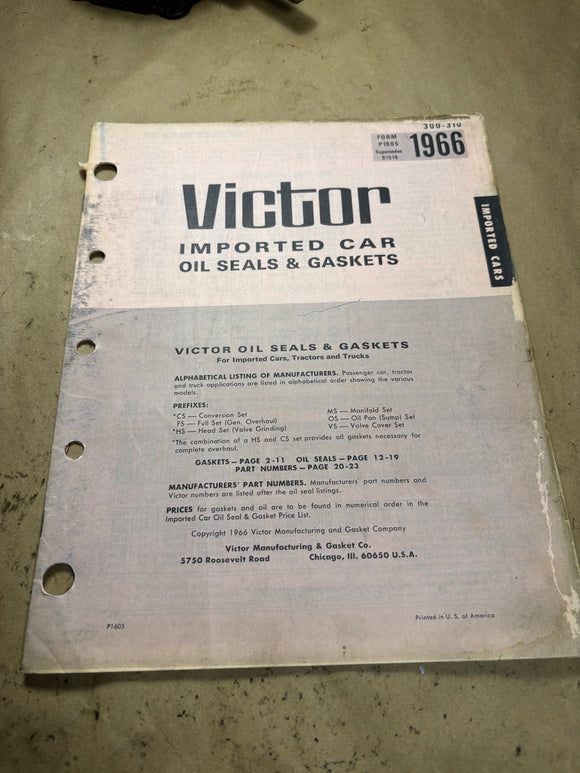 300-310
FORM
P1605
Supersedes
S1518
1966
Victor
IMPORTED CAR
OIL SEALS & GASKETS
IMPORTED CARS
VICTOR OIL SEALS & GASKETS
For Imported Cars, Tractors and Trucks
ALPHABETICAL LISTING OF MANUFACTURERS. Passenger car, tractor
and truck applications are listed in alphabetical order showing the various
models.
PREFIXES:
*CS — Conversion Set
FS — Full Set (Gen. Overhaul)
*HS — Head Set (Valve Grinding)
MS — Manifold Set
OS — Oil Pan (Sump) Set
VS — Valve Cover Set
*The combination of a HS and CS set provides all gaskets necessary for
complete overhaul.
GASKETS — PAGE 2-11 OIL SEALS — PAGE 12-19
PART NUMBERS — PAGE 20-23
MANUFACTURERS' PART NUMBERS. Manufacturers' part numbers and
Victor numbers are listed after the oil seal listings.
PRICES for gaskets and oil are to be found in numerical order in the
Imported Car Oil Seal & Gasket Price List.
Copyright 1966 Victor Manufacturing and Gasket Company
Victor Manufacturing & Gasket Co.
5750 Roosevelt Road Chicago, Ill. 60650 U.S.A.
P1605
Printed in U. S. of America